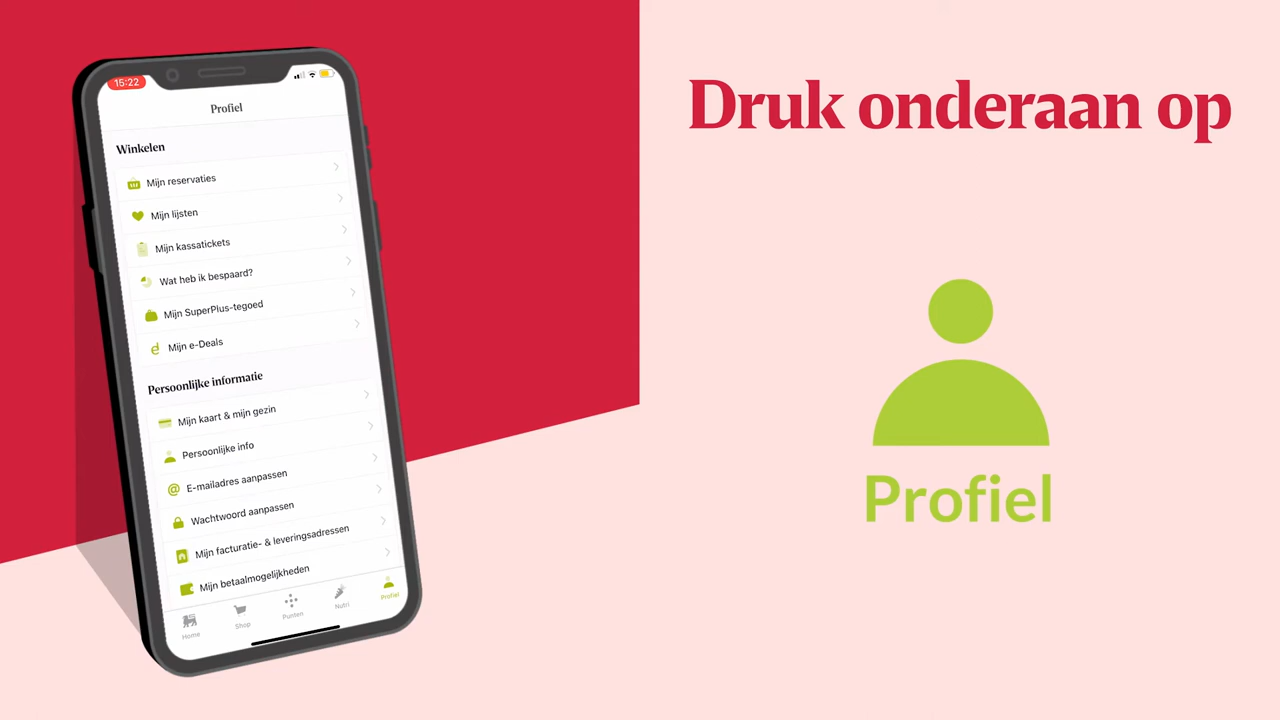 15:22
Profiel
Winkelen
Mijn reservaties
Mijn lijsten
Mijn kassatickets
Wat heb ik bespaard?
Mijn SuperPlus-tegoed
Mijn e-Deals
Persoonlijke informatie
Mijn kaart & mijn gezin
Persoonlijke info
E-mailadres aanpassen
Wachtwoord aanpassen
Mijn facturatie- & leveringsadressen
Mijn betaalmogelijkheden
Home
Shop
Punten
Nutri
Profiel
Druk onderaan op
Profiel